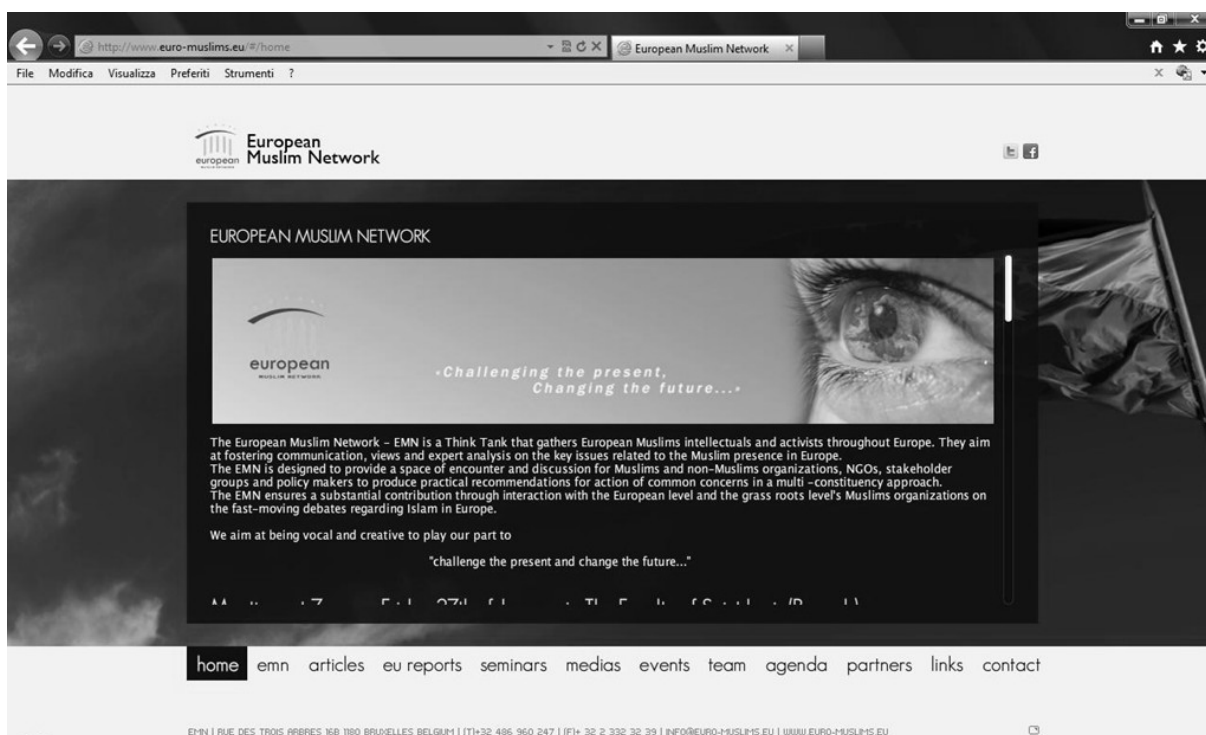 http://www.euro-muslims.eu/#/home
European Muslim Network
File Modifica Visualizza Preferiti Strumenti ?
european
European
Muslim Network
EUROPEAN MUSLIM NETWORK
european
MUSLIM NETWORK
«Challenging the present,
Changing the future...»
The European Muslim Network – EMN is a Think Tank that gathers European Muslims intellectuals and activists throughout Europe. They aim
at fostering communication, views and expert analysis on the key issues related to the Muslim presence in Europe.
The EMN is designed to provide a space of encounter and discussion for Muslims and non-Muslims organizations, NGOs, stakeholder
groups and policy makers to produce practical recommendations for action of common concerns in a multi –constituency approach.
The EMN ensures a substantial contribution through interaction with the European level and the grass roots level's Muslims organizations on
the fast-moving debates regarding Islam in Europe.
We aim at being vocal and creative to play our part to
"challenge the present and change the future..."
home emn articles eu reports seminars medias events team agenda partners links contact
EMN | RUE DES TROIS ARBRES 16B 1180 BRUXELLES BELGIUM | (T)+32 486 960 247 | (F)+ 32 2 332 32 39 | INFO@EURO-MUSLIMS.EU | WWW.EURO-MUSLIMS.EU